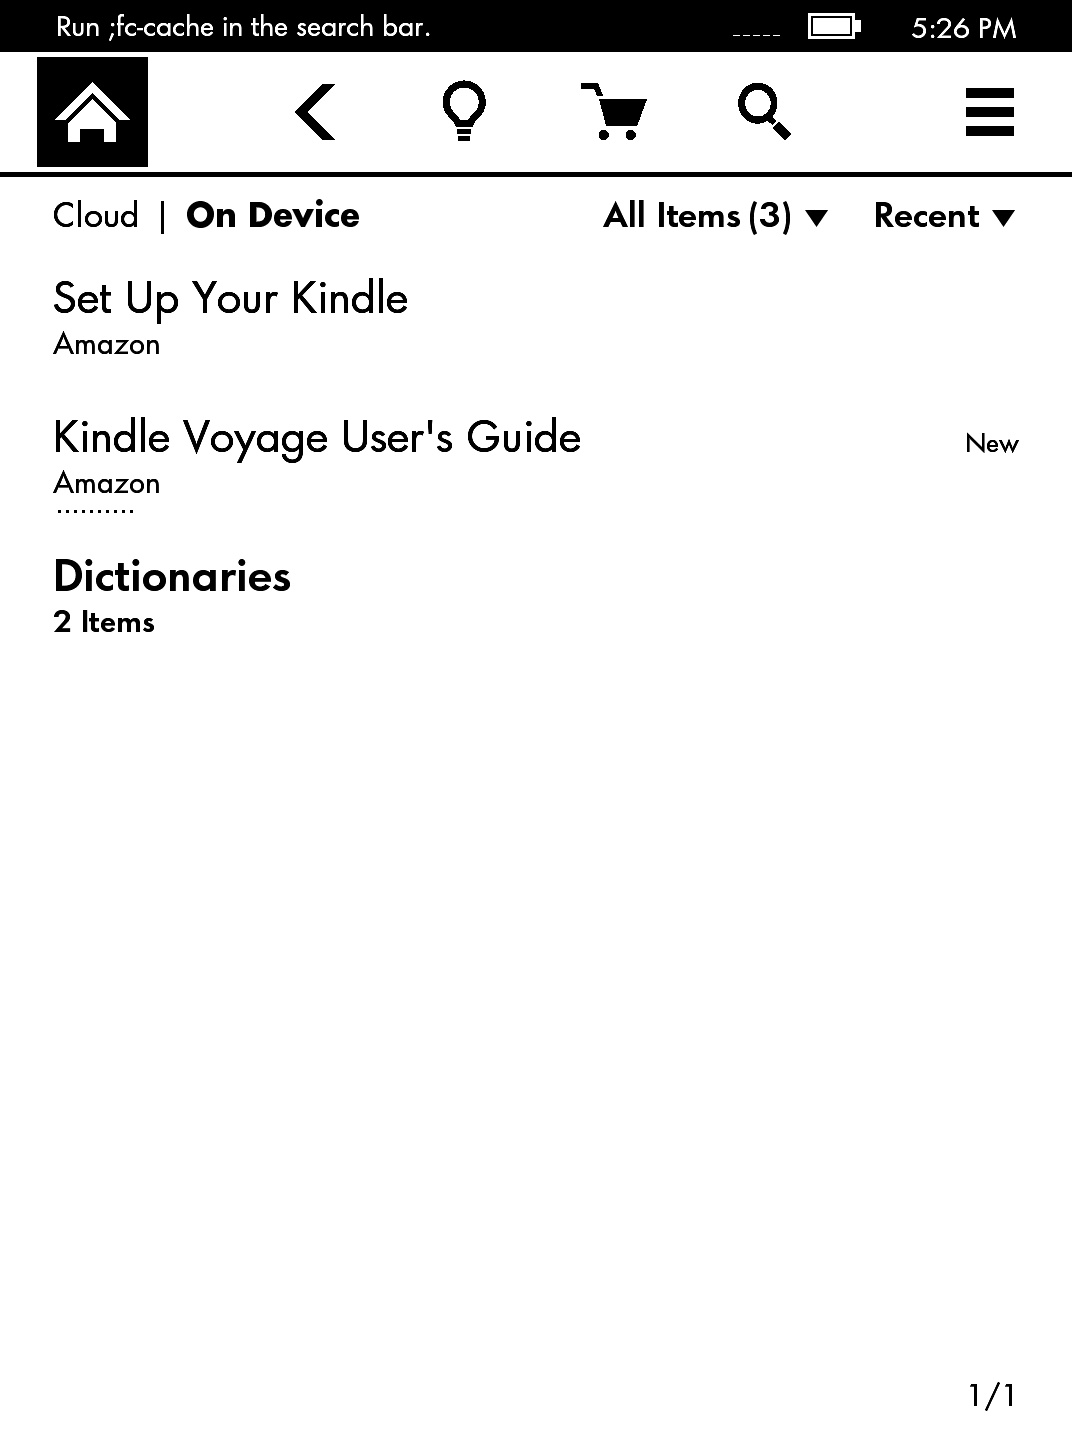 Run ;fc-cache in the search bar. 5:26 PM
Cloud | On Device All Items (3) Recent
Set Up Your Kindle
Amazon
Kindle Voyage User's Guide New
Amazon
Dictionaries
2 Items
1/1